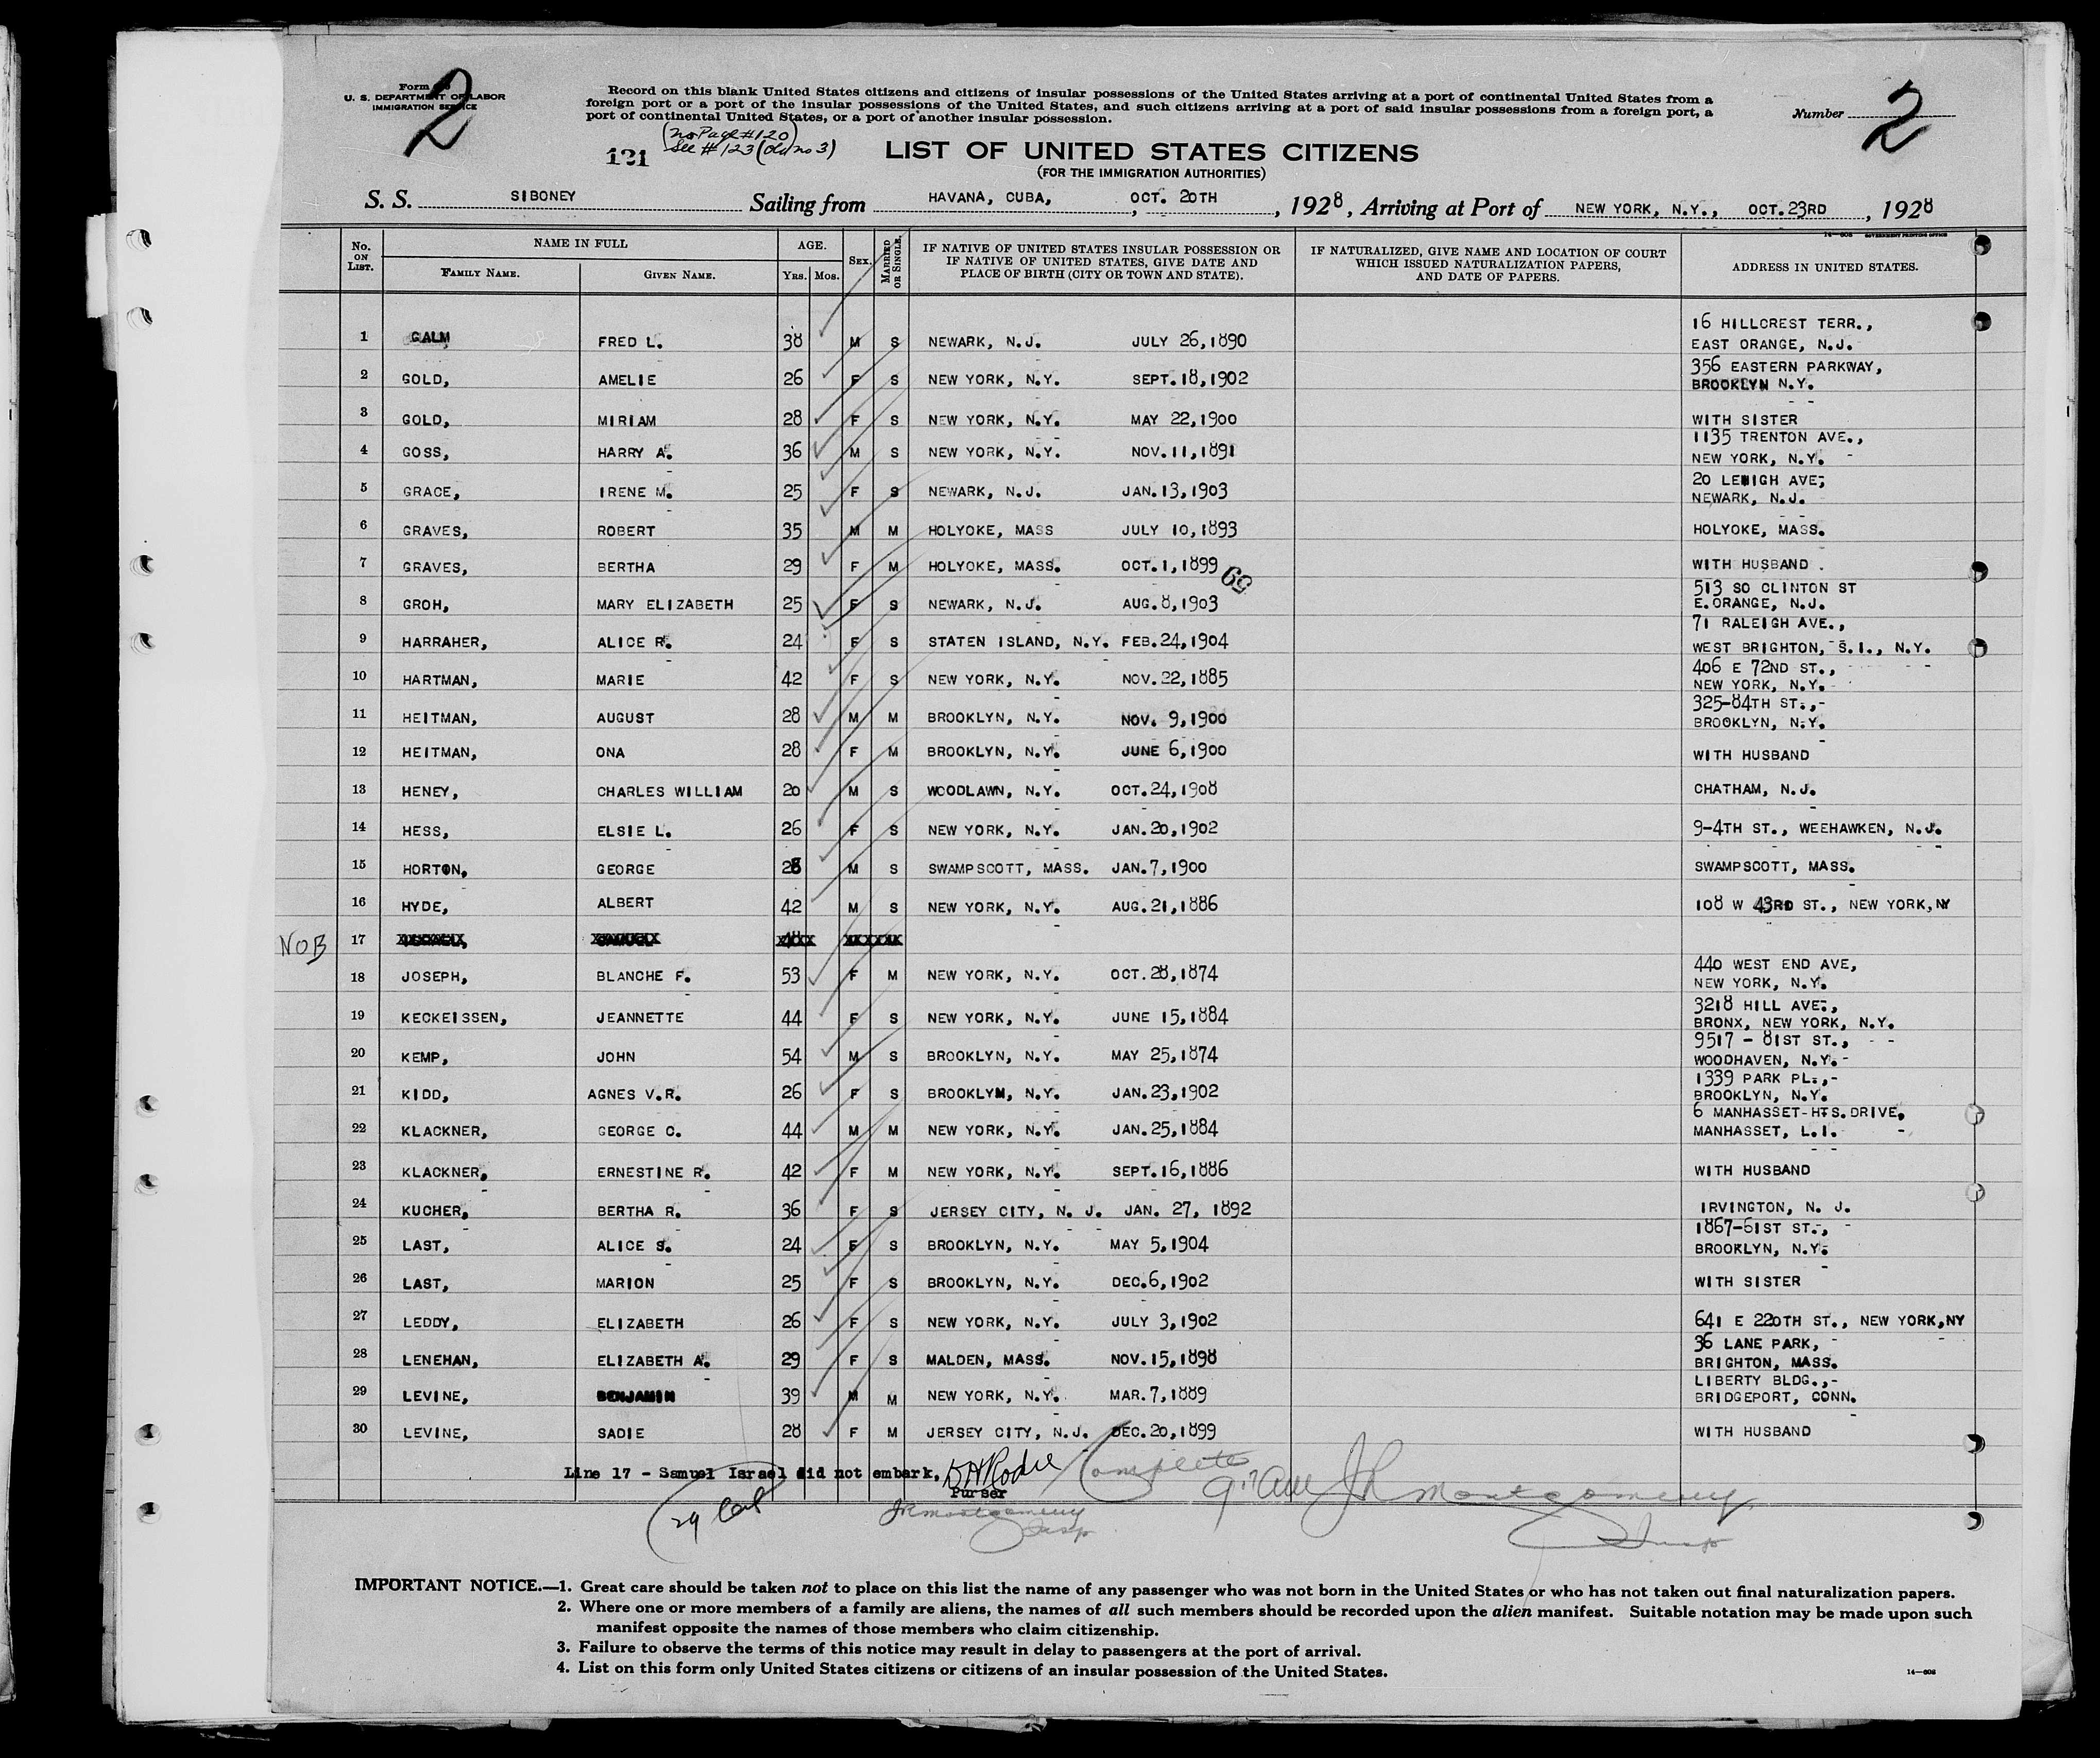 Form
U. S. DEPARTMENT OF LABOR
IMMIGRATION SERVICE
2
Record on this blank United States citizens and citizens of insular possessions of the United States arriving at a port of continental United States from a
foreign port or a port of the insular possessions of the United States, and such citizens arriving at a port of said insular possessions from a foreign port, a
port of continental United States, or a port of another insular possession.
Number 2
(no Page #120)
See #123 (old no 3)
121
LIST OF UNITED STATES CITIZENS
(FOR THE IMMIGRATION AUTHORITIES)
S. S. SIBONEY Sailing from HAVANA, CUBA, OCT. 20TH, 1928, Arriving at Port of NEW YORK, N.Y., OCT.23RD, 1928
14—608 GOVERNMENT PRINTING OFFICE
No. ON LIST. NAME IN FULL FAMILY NAME. GIVEN NAME. AGE. Yrs. Mos. SEX. MARRIED OR SINGLE. IF NATIVE OF UNITED STATES INSULAR POSSESSION OR IF NATIVE OF UNITED STATES, GIVE DATE AND PLACE OF BIRTH (CITY OR TOWN AND STATE). IF NATURALIZED, GIVE NAME AND LOCATION OF COURT WHICH ISSUED NATURALIZATION PAPERS, AND DATE OF PAPERS. ADDRESS IN UNITED STATES.
1 GALM FRED L. 38 M S NEWARK, N.J. JULY 26,1890 16 HILLCREST TERR., EAST ORANGE, N.J.
2 GOLD, AMELIE 26 F S NEW YORK, N.Y. SEPT.18,1902 356 EASTERN PARKWAY, BROOKLYN N.Y.
3 GOLD, MIRIAM 28 F S NEW YORK, N.Y. MAY 22,1900 WITH SISTER
4 GOSS, HARRY A. 36 M S NEW YORK, N.Y. NOV.11,1891 1135 TRENTON AVE., NEW YORK, N.Y.
5 GRACE, IRENE M. 25 F S NEWARK, N.J. JAN.13,1903 20 LEHIGH AVE, NEWARK, N.J.
6 GRAVES, ROBERT 35 M M HOLYOKE, MASS JULY 10,1893 HOLYOKE, MASS.
7 GRAVES, BERTHA 29 F M HOLYOKE, MASS. OCT.1,1899 WITH HUSBAND
69
8 GROH, MARY ELIZABETH 25 F S NEWARK, N.J. AUG.8,1903 513 SO CLINTON ST E.ORANGE, N.J.
9 HARRAHER, ALICE R. 24 F S STATEN ISLAND, N.Y. FEB.24,1904 71 RALEIGH AVE., WEST BRIGHTON, S.I., N.Y.
10 HARTMAN, MARIE 42 F S NEW YORK, N.Y. NOV.22,1885 406 E 72ND ST., NEW YORK, N.Y.
11 HEITMAN, AUGUST 28 M M BROOKLYN, N.Y. NOV. 9,1900 325-84TH ST., BROOKLYN, N.Y.
12 HEITMAN, ONA 28 F M BROOKLYN, N.Y. JUNE 6,1900 WITH HUSBAND
13 HENEY, CHARLES WILLIAM 20 M S WOODLAWN, N.Y. OCT.24,1908 CHATHAM, N.J.
14 HESS, ELSIE L. 26 F S NEW YORK, N.Y. JAN.20,1902 9-4TH ST., WEEHAWKEN, N.J.
15 HORTON, GEORGE 28 M S SWAMPSCOTT, MASS. JAN.7,1900 SWAMPSCOTT, MASS.
16 HYDE, ALBERT 42 M S NEW YORK, N.Y. AUG.21,1886 108 W 43RD ST., NEW YORK,NY
NOB 17
18 JOSEPH, BLANCHE F. 53 F M NEW YORK, N.Y. OCT.28,1874 440 WEST END AVE, NEW YORK, N.Y.
19 KECKEISSEN, JEANNETTE 44 F S NEW YORK, N.Y. JUNE 15,1884 3218 HILL AVE., BRONX, NEW YORK, N.Y.
20 KEMP, JOHN 54 M S BROOKLYN, N.Y. MAY 25,1874 9517 - 81ST ST., WOODHAVEN, N.Y.
21 KIDD, AGNES V.R. 26 F S BROOKLYN, N.Y. JAN.23,1902 1339 PARK PL., BROOKLYN, N.Y.
22 KLACKNER, GEORGE C. 44 M M NEW YORK, N.Y. JAN.25,1884 6 MANHASSET-HTS.DRIVE, MANHASSET, L.I.
23 KLACKNER, ERNESTINE R. 42 F M NEW YORK, N.Y. SEPT.16,1886 WITH HUSBAND
24 KUCHER, BERTHA R. 36 F S JERSEY CITY, N. J. JAN. 27, 1892 IRVINGTON, N. J.
25 LAST, ALICE S. 24 F S BROOKLYN, N.Y. MAY 5,1904 1867-61ST ST., BROOKLYN, N.Y.
26 LAST, MARION 25 F S BROOKLYN, N.Y. DEC.6,1902 WITH SISTER
27 LEDDY, ELIZABETH 26 F S NEW YORK, N.Y. JULY 3,1902 641 E 220TH ST., NEW YORK,NY
28 LENEHAN, ELIZABETH A. 29 F S MALDEN, MASS. NOV.15,1898 36 LANE PARK, BRIGHTON, MASS.
29 LEVINE, BENJAMIN 39 M M NEW YORK, N.Y. MAR.7,1889 LIBERTY BLDG., BRIDGEPORT, CONN.
30 LEVINE, SADIE 28 F M JERSEY CITY, N.J. DEC.20,1899 WITH HUSBAND
Line 17 - Samuel Israel did not embark.
Purser
Complete
JR Montgomery
Insp
29
JR Montgomery
Insp
IMPORTANT NOTICE.—1. Great care should be taken not to place on this list the name of any passenger who was not born in the United States or who has not taken out final naturalization papers.
2. Where one or more members of a family are aliens, the names of all such members should be recorded upon the alien manifest. Suitable notation may be made upon such
manifest opposite the names of those members who claim citizenship.
3. Failure to observe the terms of this notice may result in delay to passengers at the port of arrival.
4. List on this form only United States citizens or citizens of an insular possession of the United States.
14—608